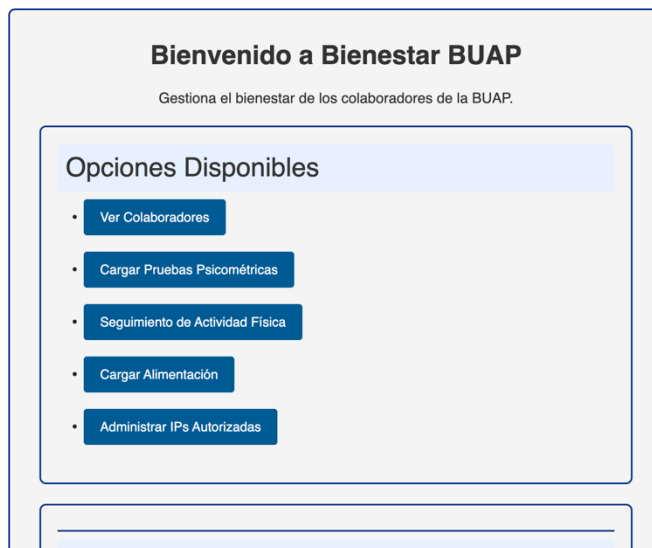 Bienvenido a Bienestar BUAP
Gestiona el bienestar de los colaboradores de la BUAP.
Opciones Disponibles
Ver Colaboradores
Cargar Pruebas Psicométricas
Seguimiento de Actividad Física
Cargar Alimentación
Administrar IPs Autorizadas